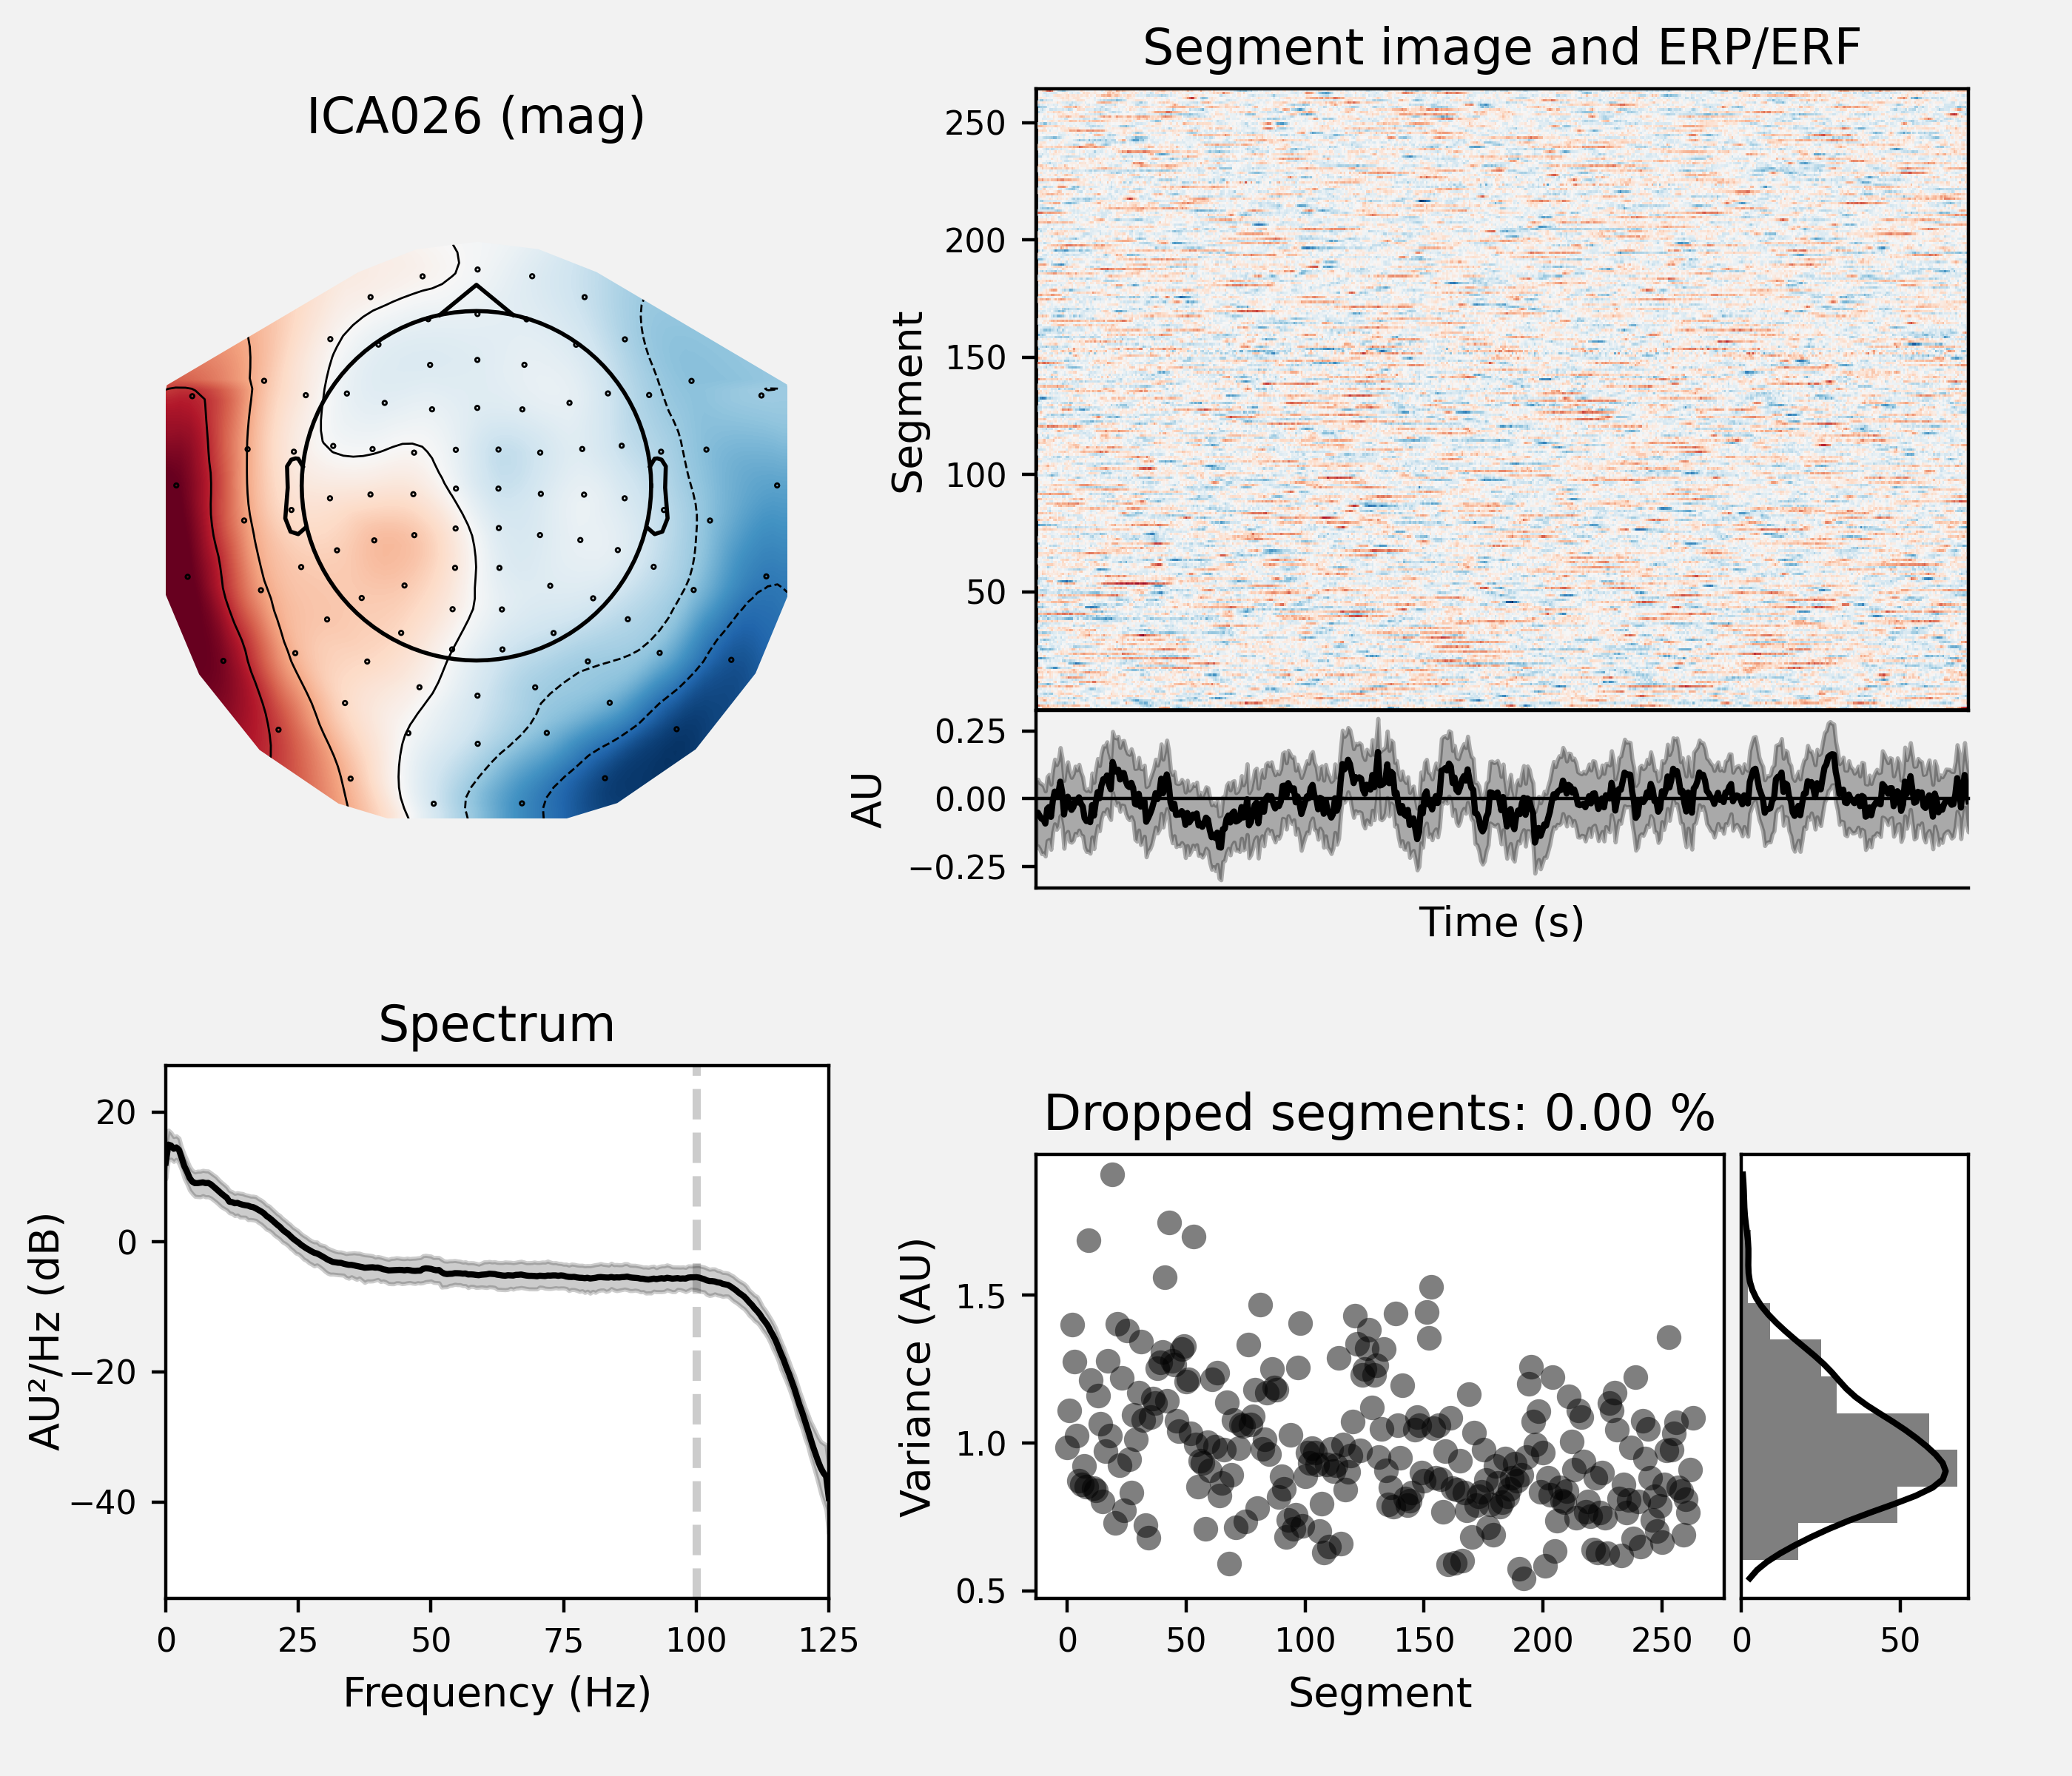 ICA026 (mag)
Segment image and ERP/ERF
Segment
250
200
150
100
50
AU
0.25
0.00
−0.25
Time (s)
Spectrum
AU²/Hz (dB)
20
0
−20
−40
0 25 50 75 100 125
Frequency (Hz)
Dropped segments: 0.00 %
Variance (AU)
1.5
1.0
0.5
0 50 100 150 200 250
Segment
0 50